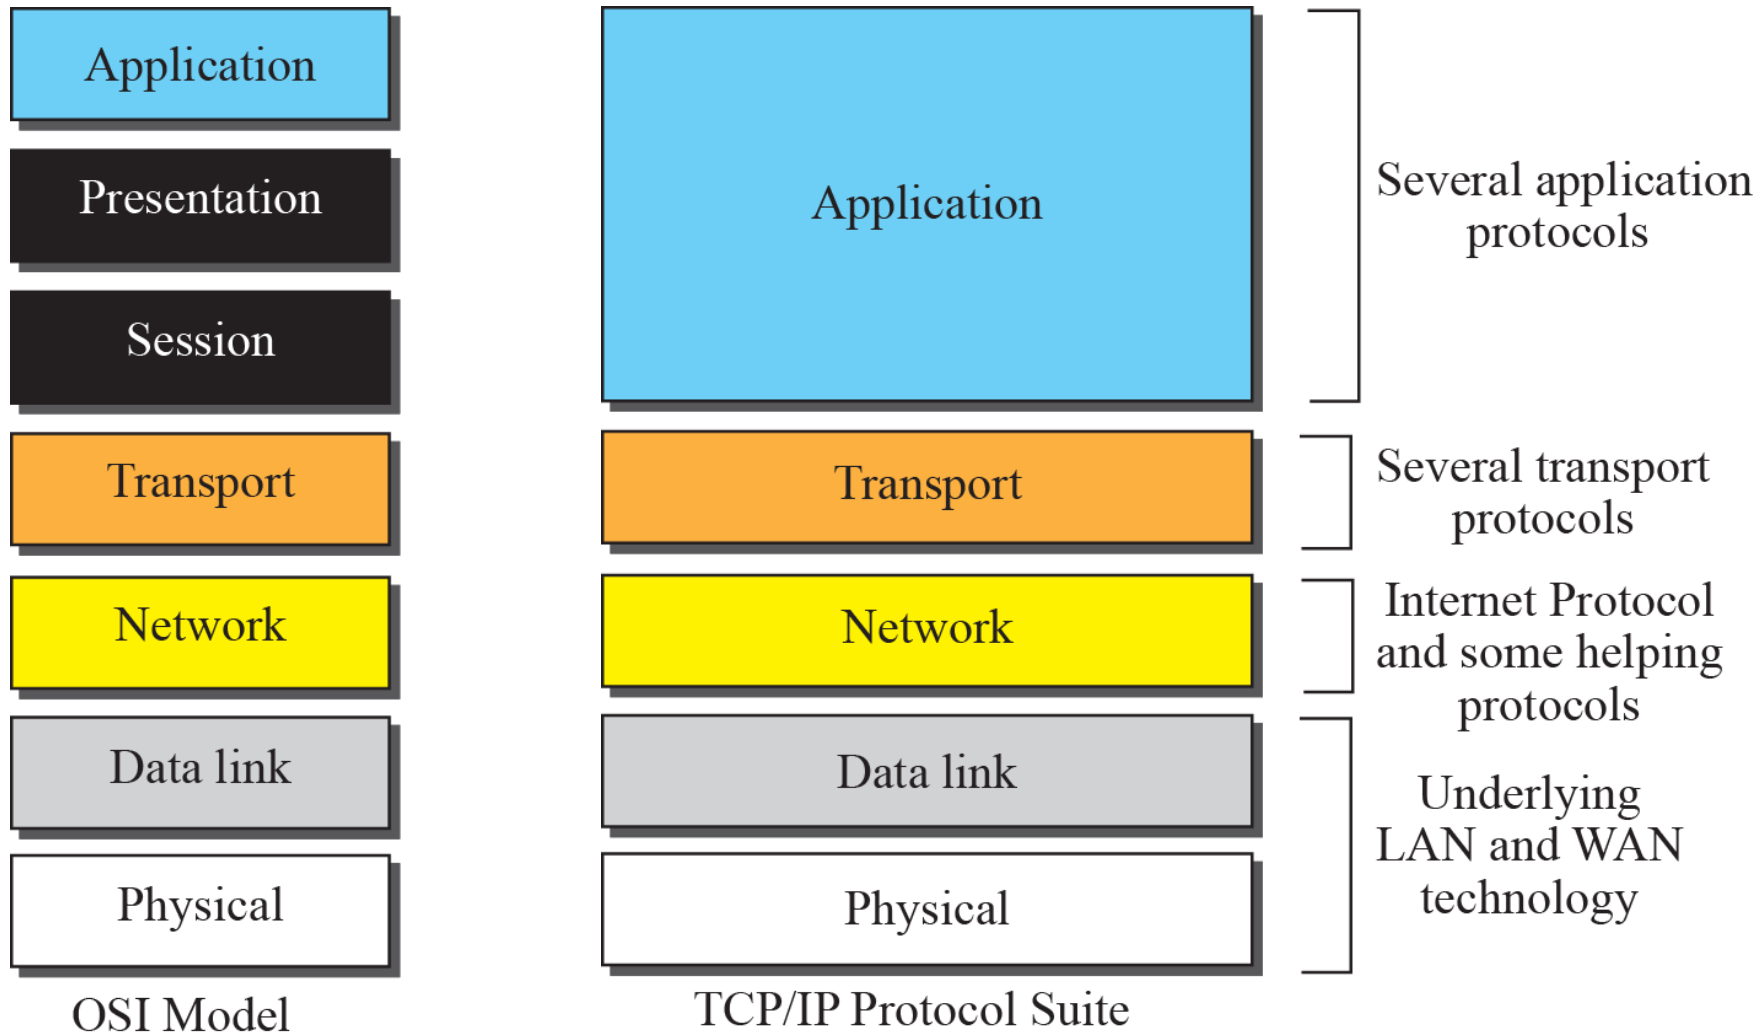 Application
Presentation
Session
Transport
Network
Data link
Physical
OSI Model
Application
Transport
Network
Data link
Physical
TCP/IP Protocol Suite
Several application
protocols
Several transport
protocols
Internet Protocol
and some helping
protocols
Underlying
LAN and WAN
technology